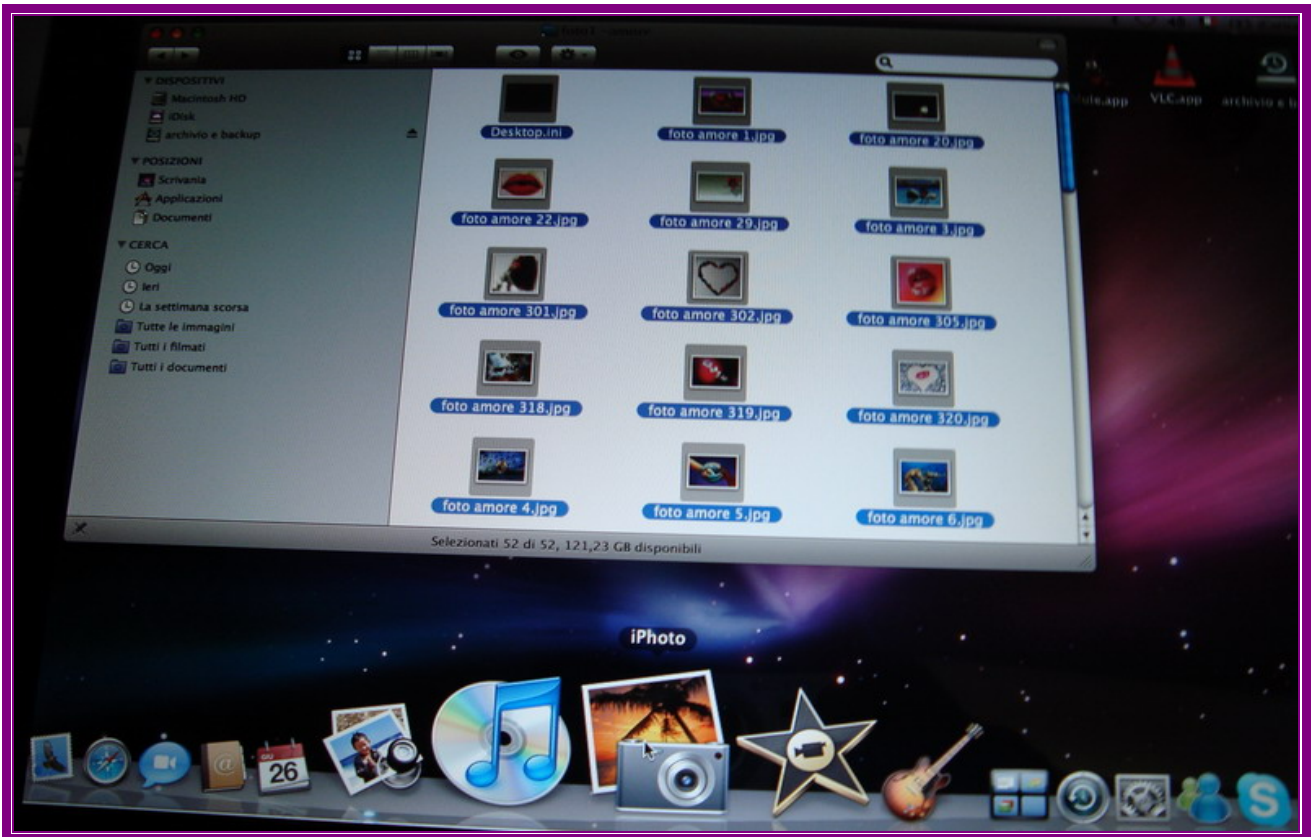 foto1-amore
DISPOSITIVI
Macintosh HD
iDisk
archivio e backup
POSIZIONI
Scrivania
Applicazioni
Documenti
CERCA
Oggi
Ieri
La settimana scorsa
Tutte le immagini
Tutti i filmati
Tutti i documenti
Desktop.ini
foto amore 1.jpg
foto amore 20.jpg
foto amore 22.jpg
foto amore 29.jpg
foto amore 3.jpg
foto amore 301.jpg
foto amore 302.jpg
foto amore 305.jpg
foto amore 318.jpg
foto amore 319.jpg
foto amore 320.jpg
foto amore 4.jpg
foto amore 5.jpg
foto amore 6.jpg
Selezionati 52 di 52, 121,23 GB disponibili
VLC.app
archivio e b
iPhoto
GIU
26